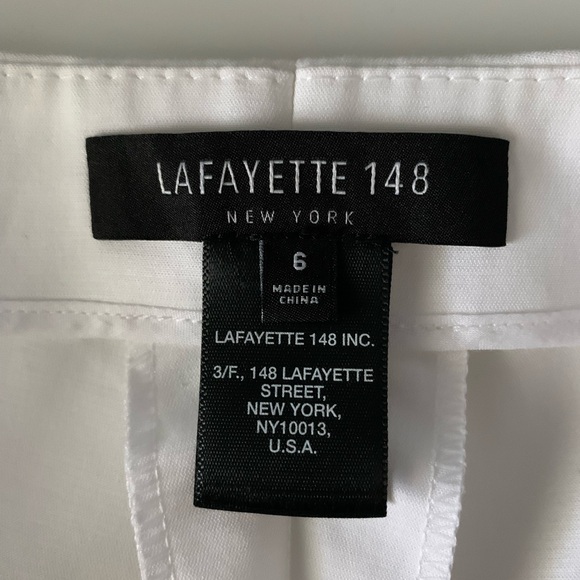 LAFAYETTE 148
NEW YORK
6
MADE IN
CHINA
LAFAYETTE 148 INC.
3/F., 148 LAFAYETTE
STREET,
NEW YORK,
NY10013,
U.S.A.